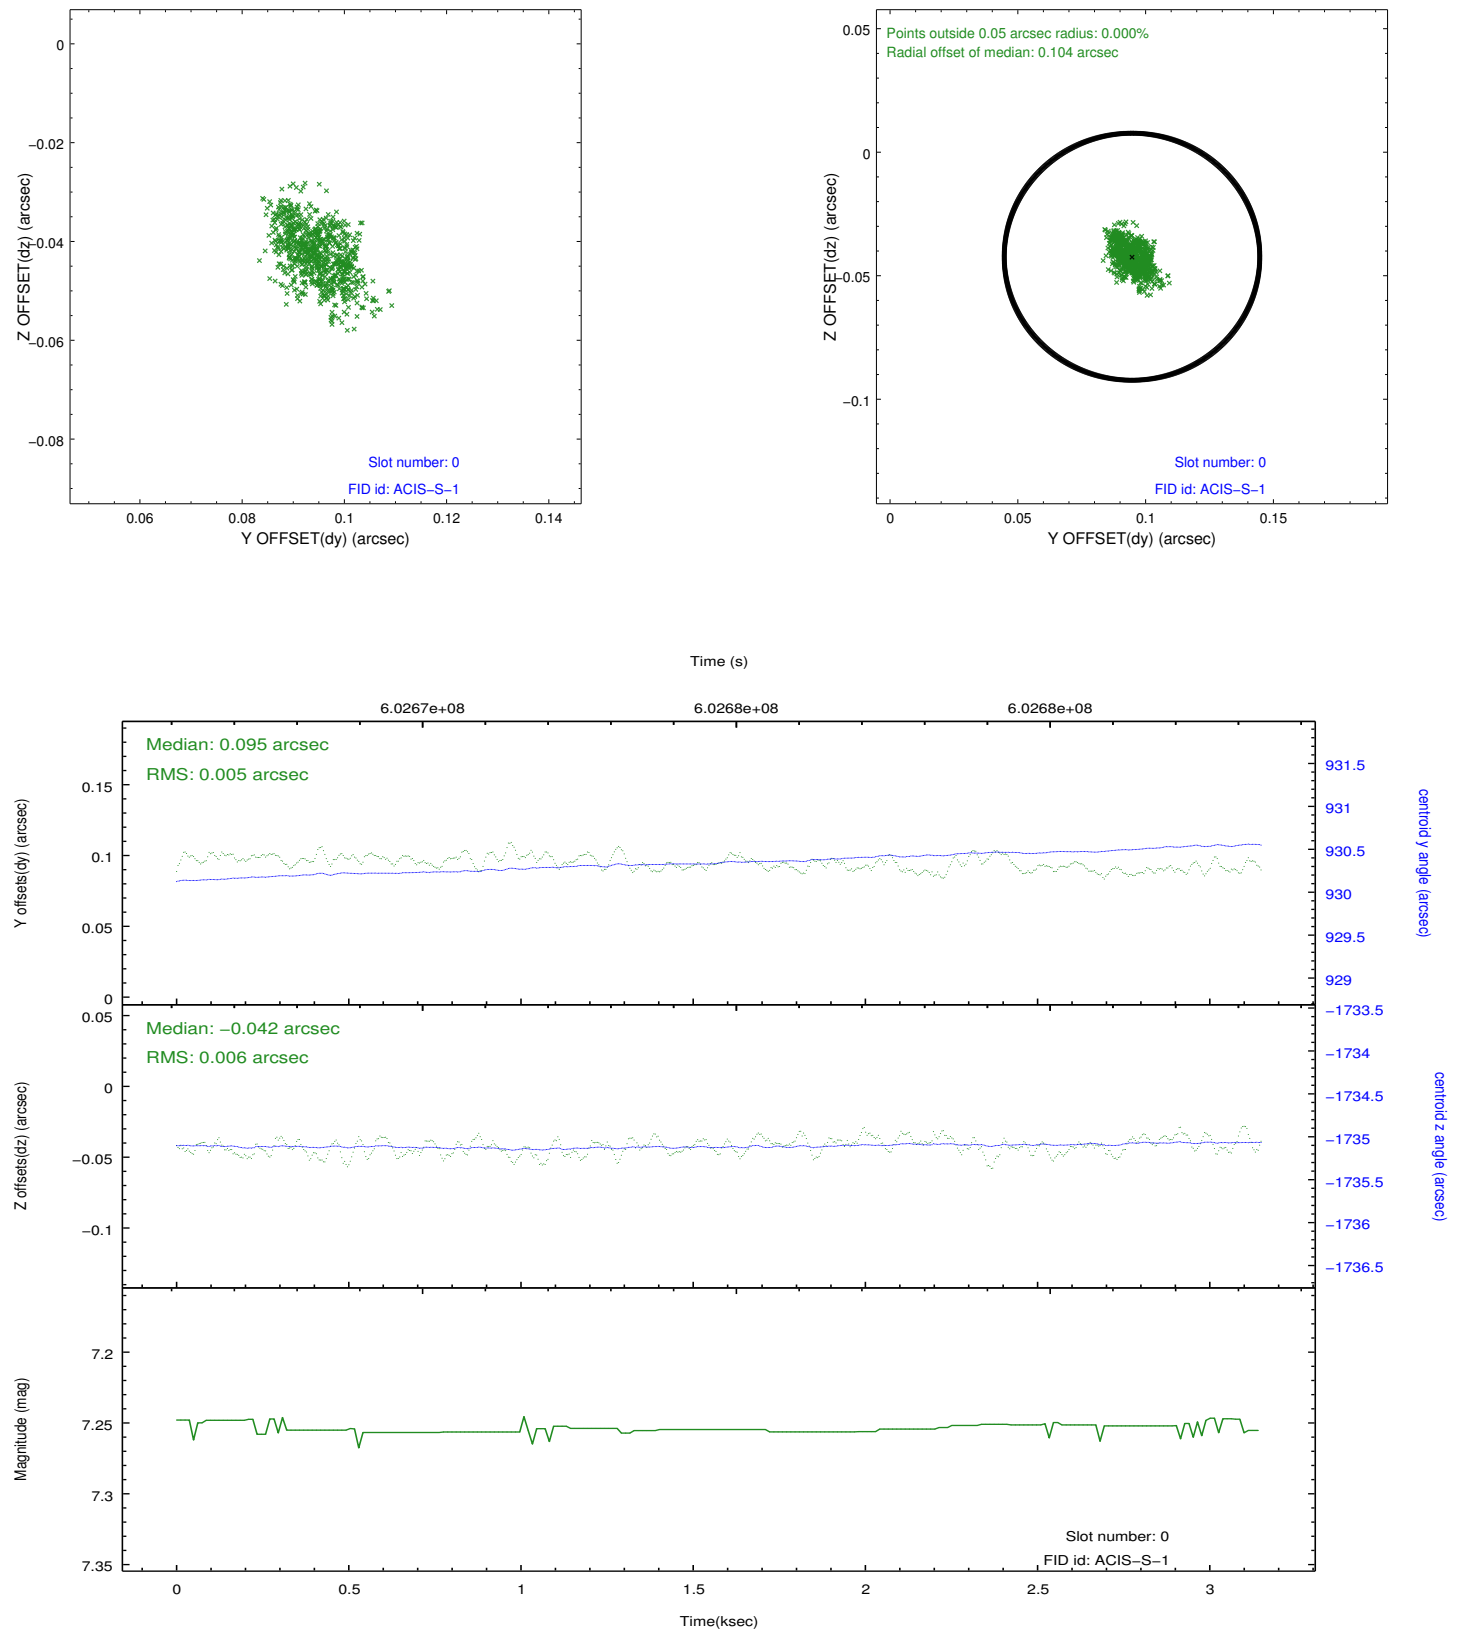 0
−0.02
−0.04
−0.06
−0.08
Z OFFSET(dz) (arcsec)
Slot number: 0
FID id: ACIS−S−1
0.06
0.08
0.1
0.12
0.14
Y OFFSET(dy) (arcsec)
Points outside 0.05 arcsec radius: 0.000%
Radial offset of median: 0.104 arcsec
0.05
0
−0.05
−0.1
Z OFFSET(dz) (arcsec)
Slot number: 0
FID id: ACIS−S−1
0
0.05
0.1
0.15
Y OFFSET(dy) (arcsec)
Time (s)
6.0267e+08
6.0268e+08
6.0268e+08
Median: 0.095 arcsec
RMS: 0.005 arcsec
0.15
0.1
0.05
0
Y offsets(dy) (arcsec)
931.5
931
930.5
930
929.5
929
centroid y angle (arcsec)
Median: −0.042 arcsec
RMS: 0.006 arcsec
0.05
0
−0.05
−0.1
Z offsets(dz) (arcsec)
−1733.5
−1734
−1734.5
−1735
−1735.5
−1736
−1736.5
centroid z angle (arcsec)
7.2
7.25
7.3
7.35
Magnitude (mag)
Slot number: 0
FID id: ACIS−S−1
0
0.5
1
1.5
2
2.5
3
Time(ksec)